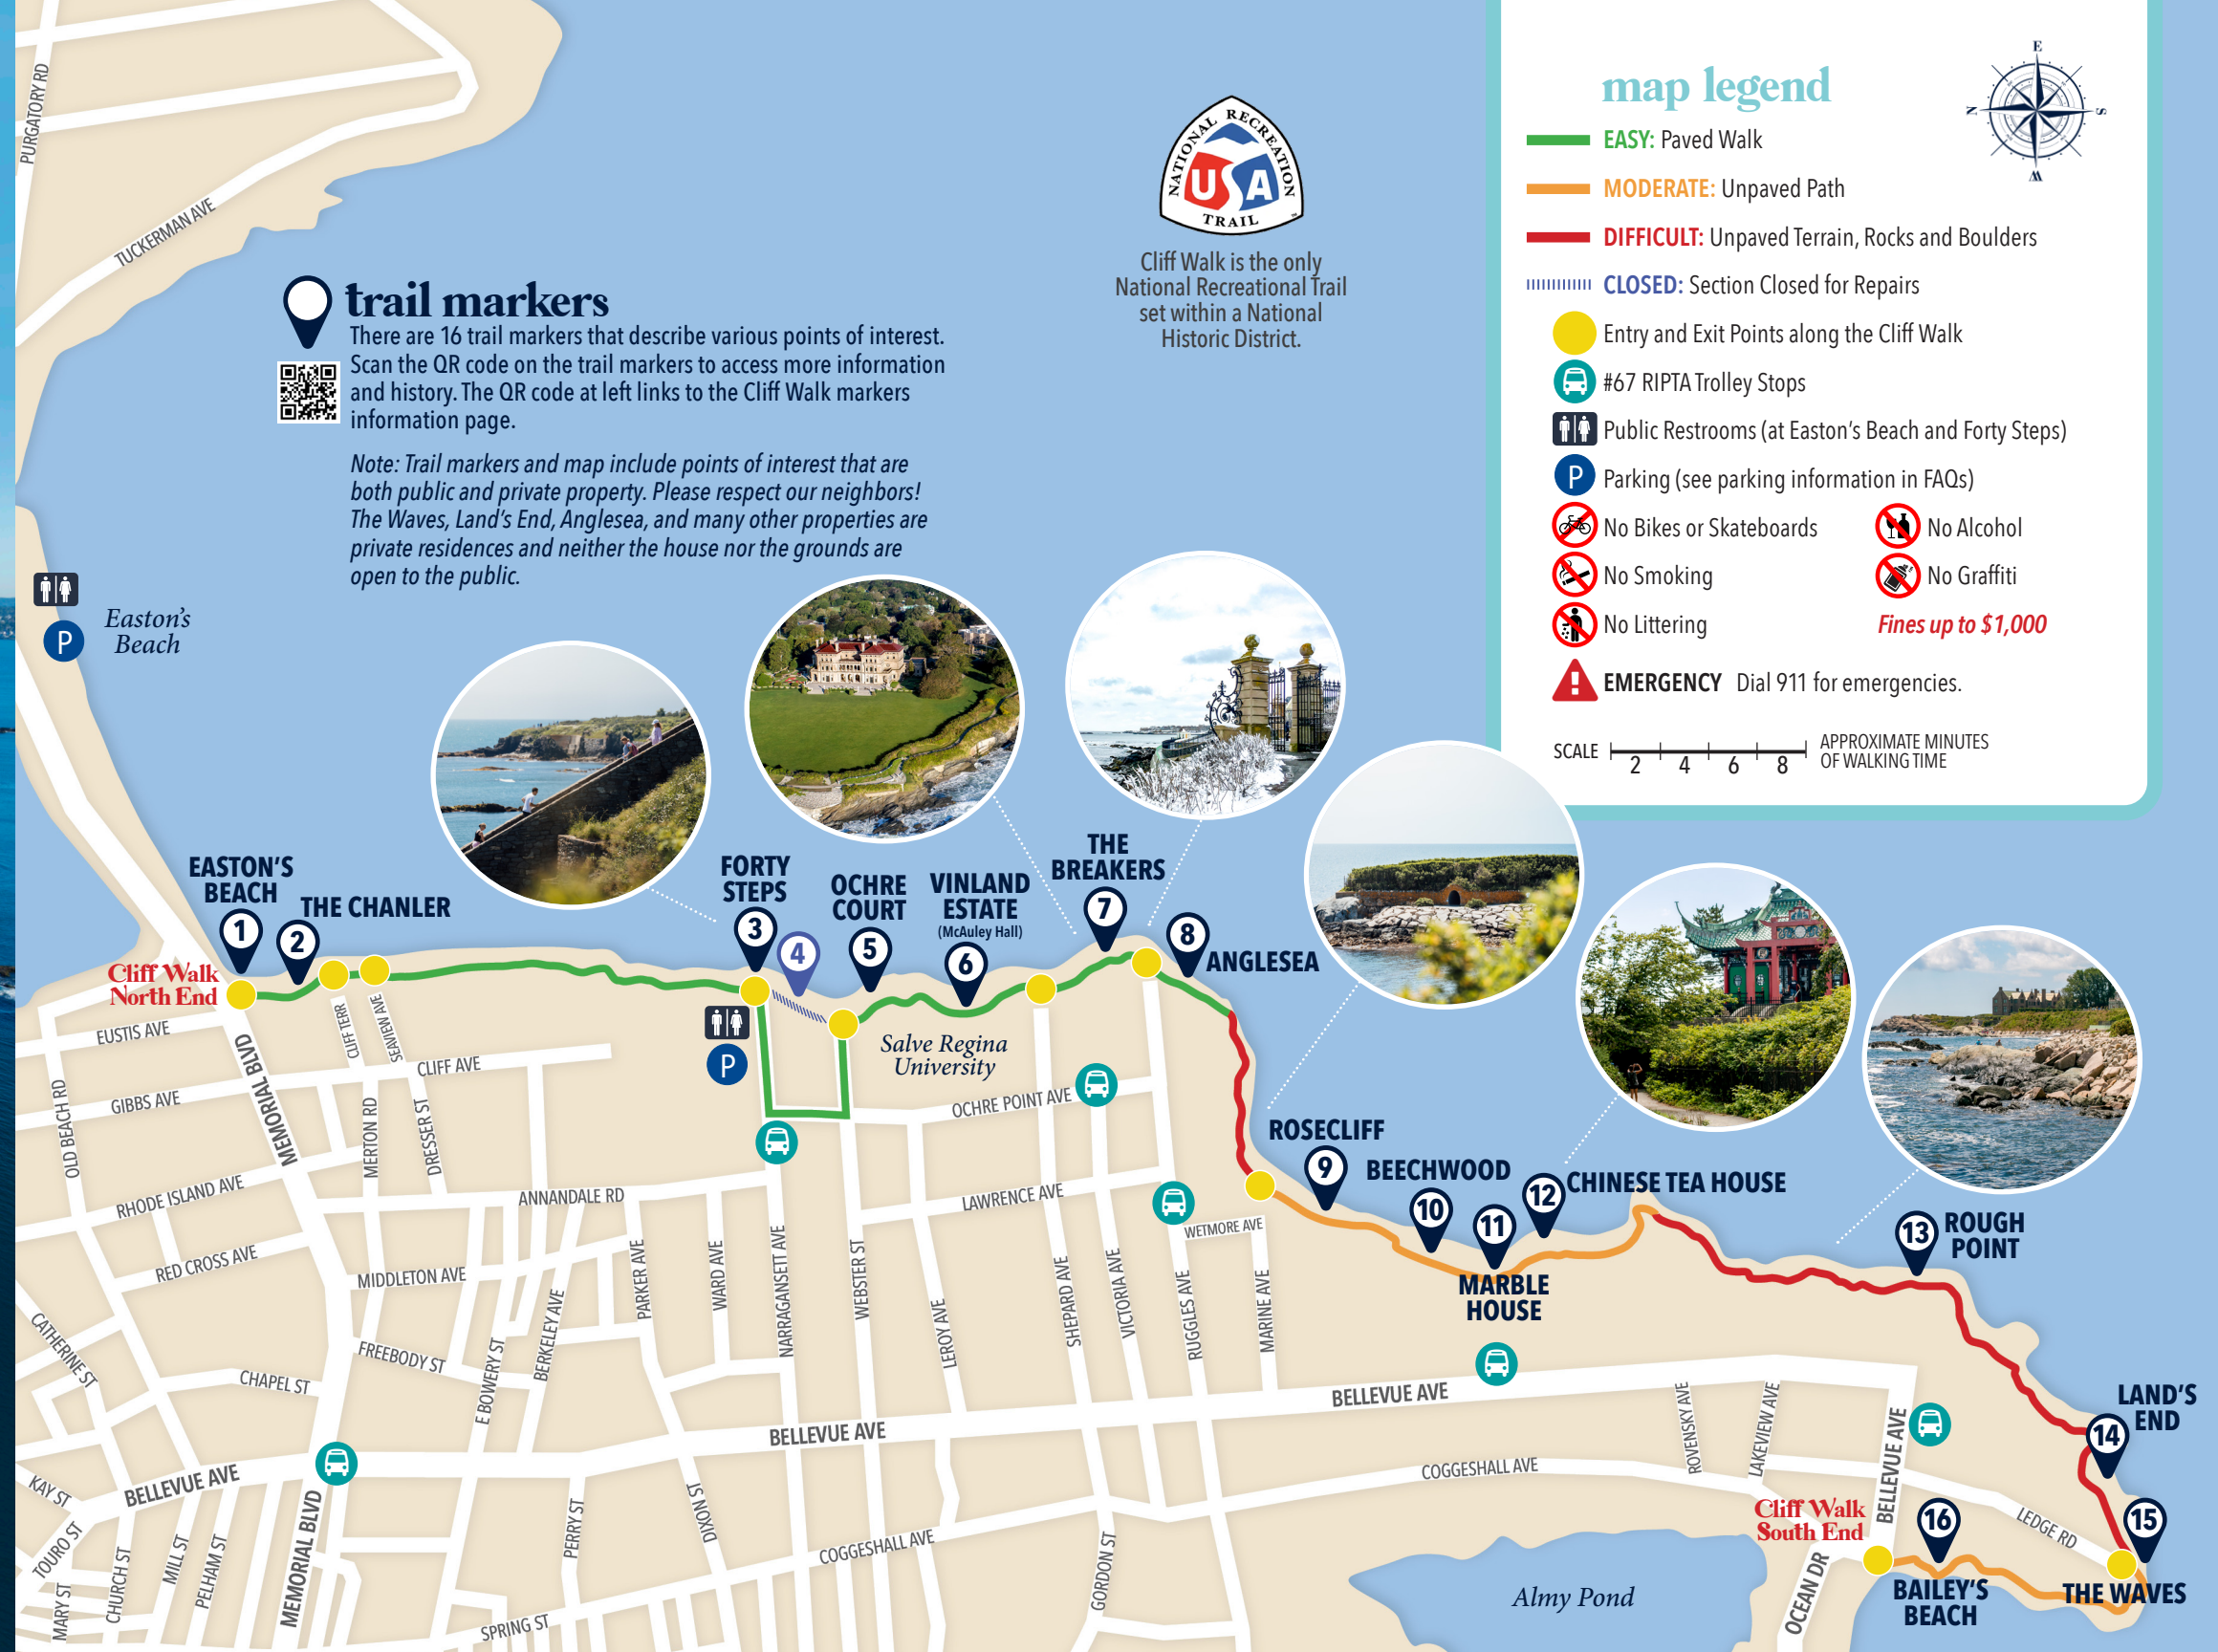 map legend
EASY: Paved Walk
MODERATE: Unpaved Path
DIFFICULT: Unpaved Terrain, Rocks and Boulders
CLOSED: Section Closed for Repairs
Entry and Exit Points along the Cliff Walk
#67 RIPTA Trolley Stops
Public Restrooms (at Easton's Beach and Forty Steps)
P
Parking (see parking information in FAQs)
No Bikes or Skateboards
No Alcohol
No Smoking
No Graffiti
No Littering
Fines up to $1,000
EMERGENCY Dial 911 for emergencies.
SCALE
2 4 6 8
APPROXIMATE MINUTES
OF WALKING TIME
E
N
S
W
NATIONAL RECREATION
USA
TRAIL
Cliff Walk is the only
National Recreational Trail
set within a National
Historic District.
trail markers
There are 16 trail markers that describe various points of interest.
Scan the QR code on the trail markers to access more information
and history. The QR code at left links to the Cliff Walk markers
information page.
Note: Trail markers and map include points of interest that are
both public and private property. Please respect our neighbors!
The Waves, Land's End, Anglesea, and many other properties are
private residences and neither the house nor the grounds are
open to the public.
PURGATORY RD
TUCKERMAN AVE
P
Easton's
Beach
EASTON'S
BEACH
1
2
THE CHANLER
FORTY
STEPS
3
4
OCHRE
COURT
5
VINLAND
ESTATE
(McAuley Hall)
6
THE
BREAKERS
7
8
ANGLESEA
Cliff Walk
North End
P
Salve Regina
University
ROSECLIFF
9
BEECHWOOD
10
11
MARBLE
HOUSE
12
CHINESE TEA HOUSE
13
ROUGH
POINT
LAND'S
END
14
15
THE WAVES
16
BAILEY'S
BEACH
Cliff Walk
South End
EUSTIS AVE
GIBBS AVE
OLD BEACH RD
MEMORIAL BLVD
CLIFF TERR
SEAVIEW AVE
CLIFF AVE
MERTON RD
DRESSER ST
RHODE ISLAND AVE
RED CROSS AVE
ANNANDALE RD
MIDDLETON AVE
OCHRE POINT AVE
LAWRENCE AVE
WETMORE AVE
CATHERINE ST
CHAPEL ST
FREEBODY ST
E BOWERY ST
BERKELEY AVE
PARKER AVE
WARD AVE
NARRAGANSETT AVE
WEBSTER ST
LEROY AVE
SHEPARD AVE
VICTORIA AVE
RUGGLES AVE
MARINE AVE
BELLEVUE AVE
BELLEVUE AVE
BELLEVUE AVE
BELLEVUE AVE
KAY ST
TOURO ST
MARY ST
CHURCH ST
MILL ST
PELHAM ST
MEMORIAL BLVD
PERRY ST
DIXON ST
SPRING ST
COGGESHALL AVE
COGGESHALL AVE
GORDON ST
ROVENSKY AVE
LAKEVIEW AVE
LEDGE RD
OCEAN DR
Almy Pond